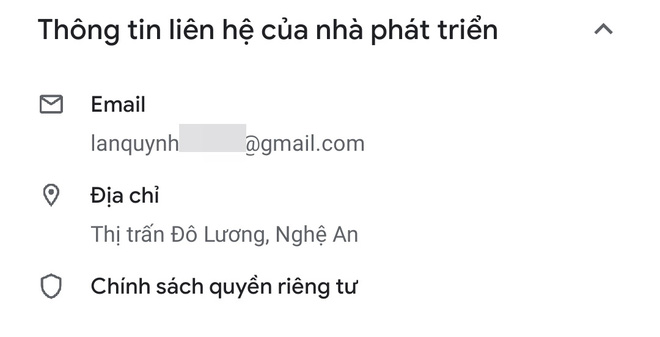 Thông tin liên hệ của nhà phát triển
Email
lanquynh @gmail.com
Địa chỉ
Thị trấn Đô Lương, Nghệ An
Chính sách quyền riêng tư